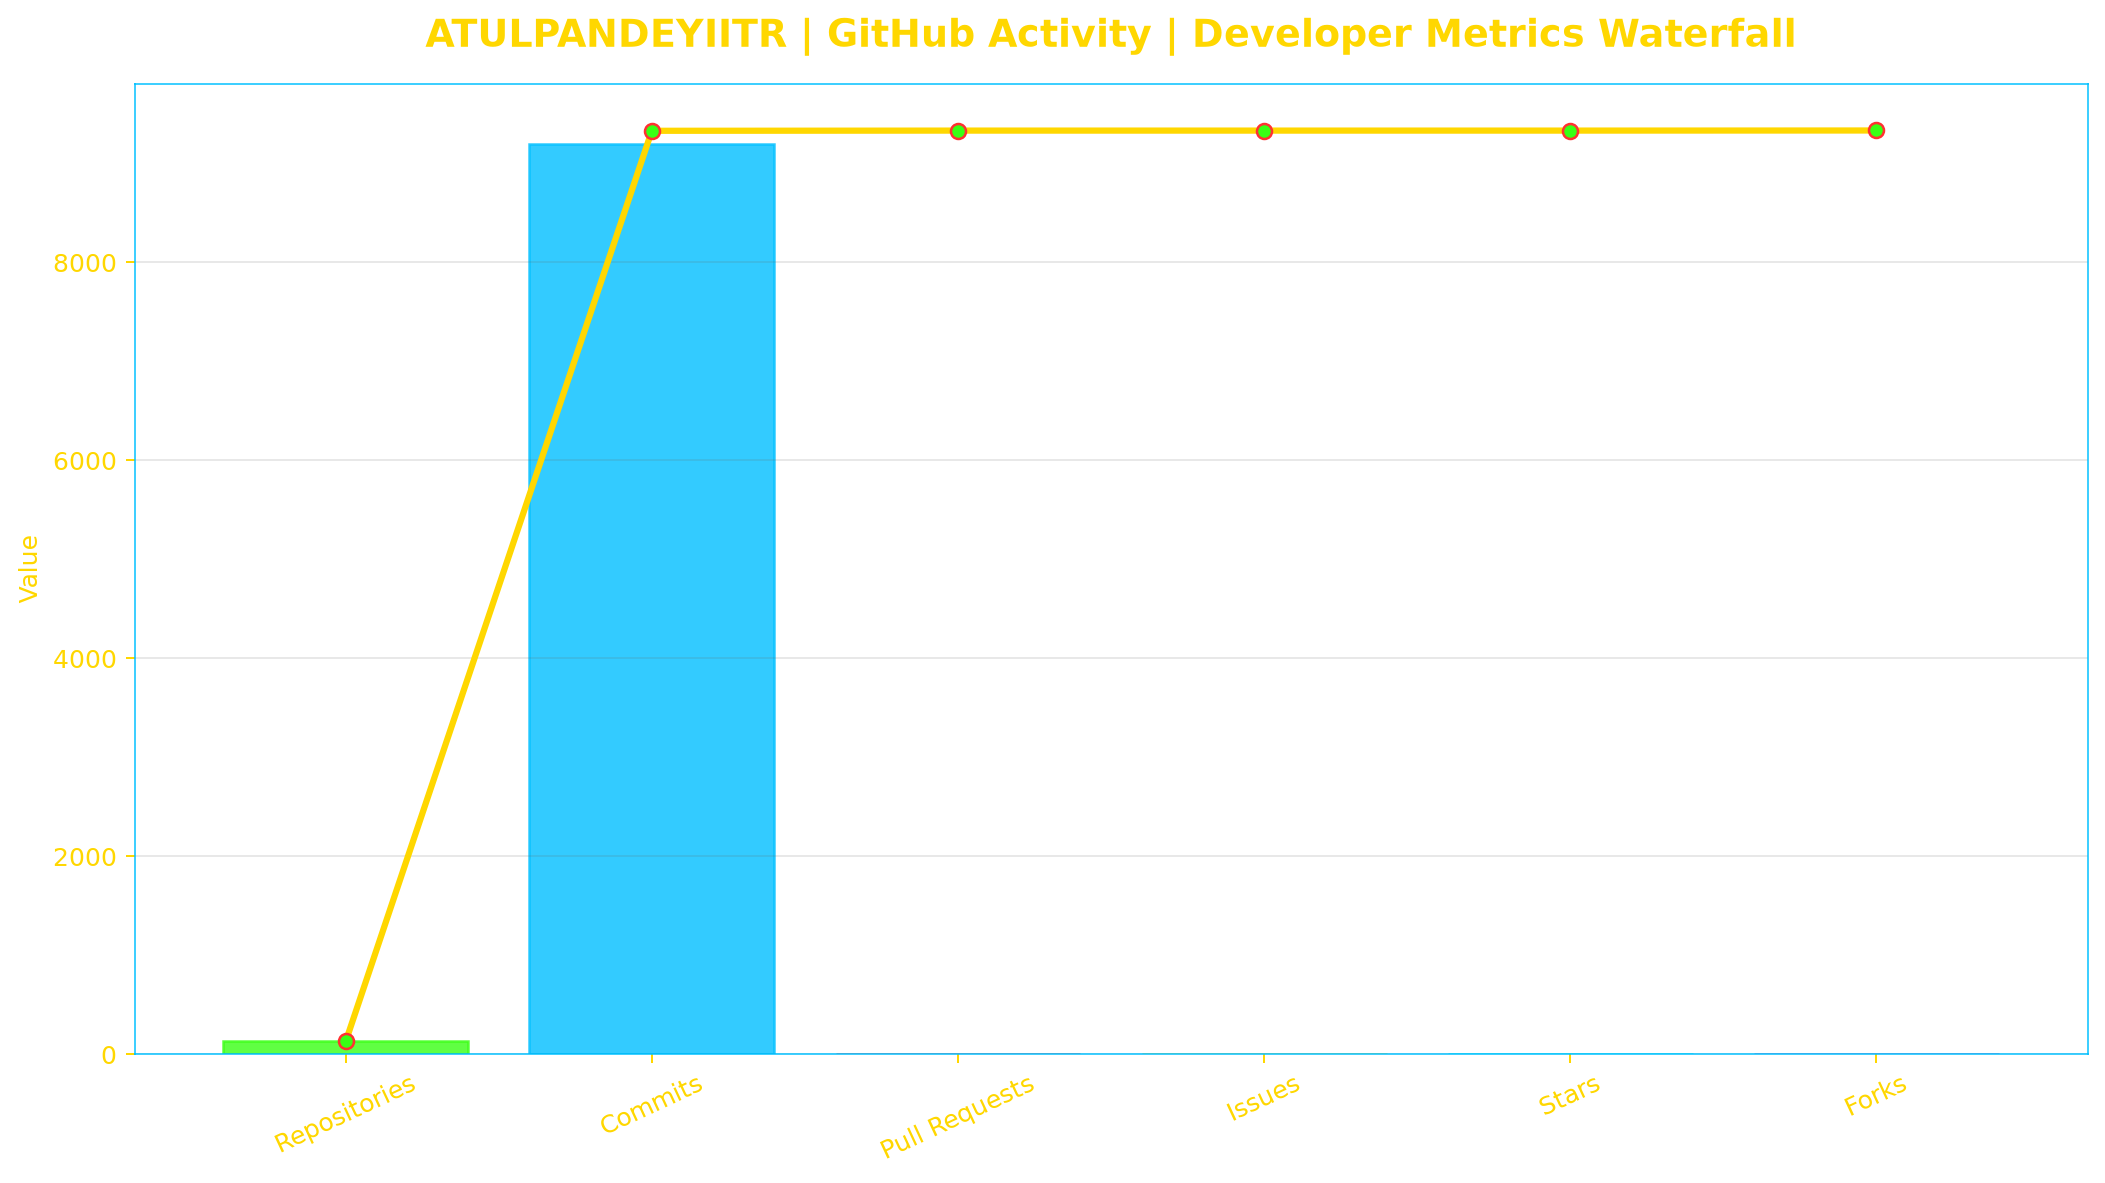 ATULPANDEYIITR | GitHub Activity | Developer Metrics Waterfall
Value
8000
6000
4000
2000
0
Repositories
Commits
Pull Requests
Issues
Stars
Forks